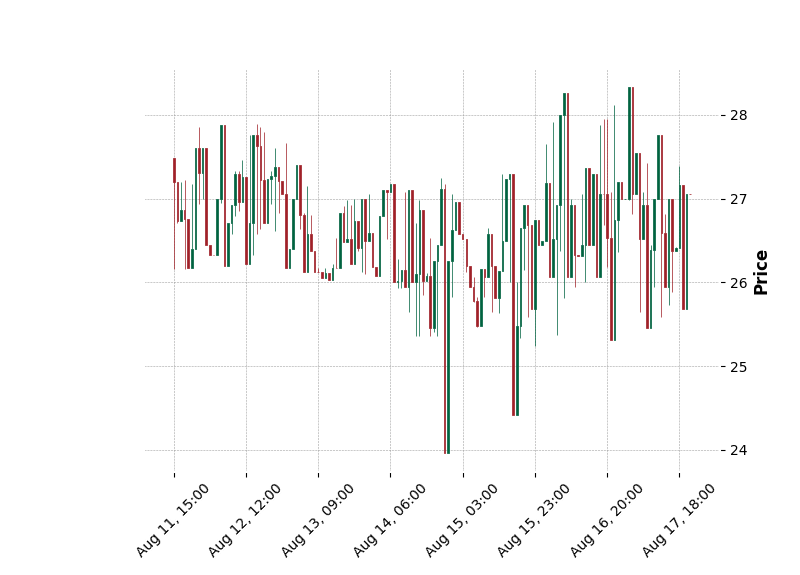 28
27
26
25
24
Price
Aug 11, 15:00
Aug 12, 12:00
Aug 13, 09:00
Aug 14, 06:00
Aug 15, 03:00
Aug 15, 23:00
Aug 16, 20:00
Aug 17, 18:00